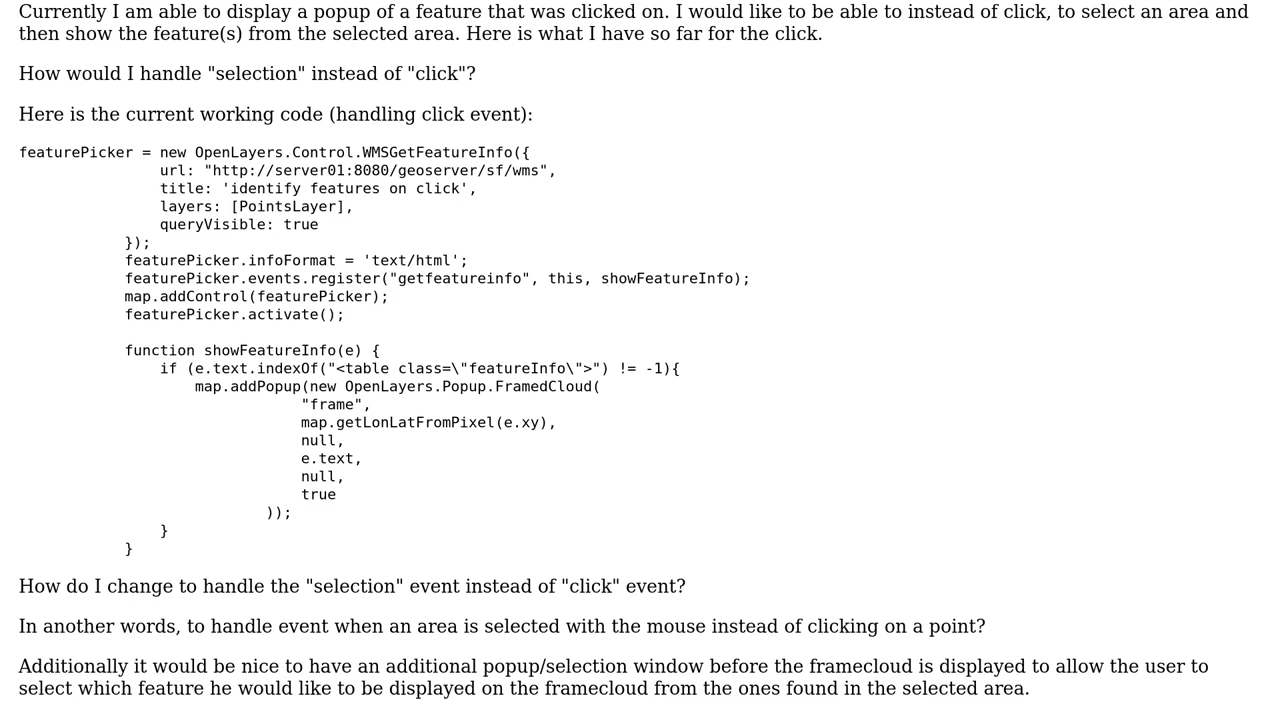 Currently I am able to display a popup of a feature that was clicked on. I would like to be able to instead of click, to select an area and
then show the feature(s) from the selected area. Here is what I have so far for the click.
How would I handle "selection" instead of "click"?
Here is the current working code (handling click event):
featurePicker = new OpenLayers.Control.WMSGetFeatureInfo({
                url: "http://server01:8080/geoserver/sf/wms",
                title: 'identify features on click',
                layers: [PointsLayer],
                queryVisible: true
            });
            featurePicker.infoFormat = 'text/html';
            featurePicker.events.register("getfeatureinfo", this, showFeatureInfo);
            map.addControl(featurePicker);
            featurePicker.activate();
            function showFeatureInfo(e) {
                if (e.text.indexOf("<table class=\"featureInfo\">") != -1){
                    map.addPopup(new OpenLayers.Popup.FramedCloud(
                                "frame",
                                map.getLonLatFromPixel(e.xy),
                                null,
                                e.text,
                                null,
                                true
                            ));
                }
            }
How do I change to handle the "selection" event instead of "click" event?
In another words, to handle event when an area is selected with the mouse instead of clicking on a point?
Additionally it would be nice to have an additional popup/selection window before the framecloud is displayed to allow the user to
select which feature he would like to be displayed on the framecloud from the ones found in the selected area.